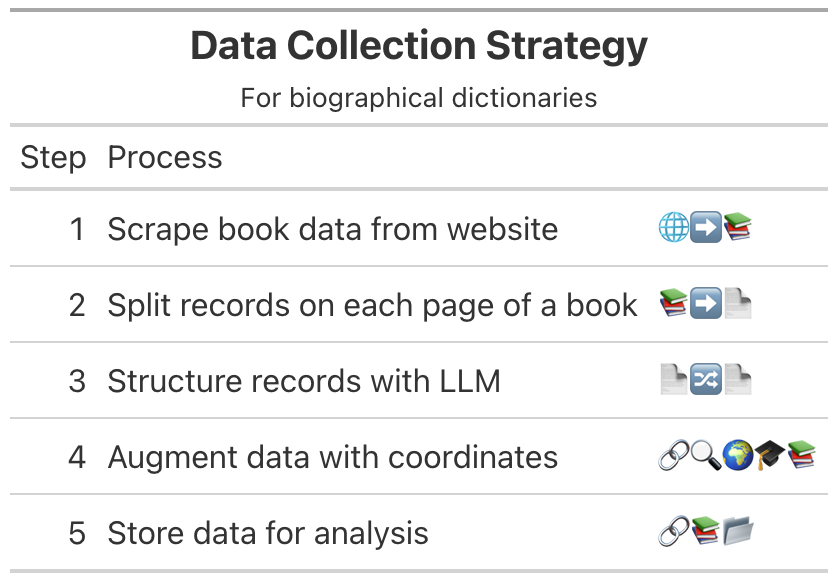 Data Collection Strategy
For biographical dictionaries
Step Process
1 Scrape book data from website 🌐➡️📚
2 Split records on each page of a book 📚➡️📄
3 Structure records with LLM 📄🔀📄
4 Augment data with coordinates 🔗🔍🌍🎓📚
5 Store data for analysis 🔗📚📂